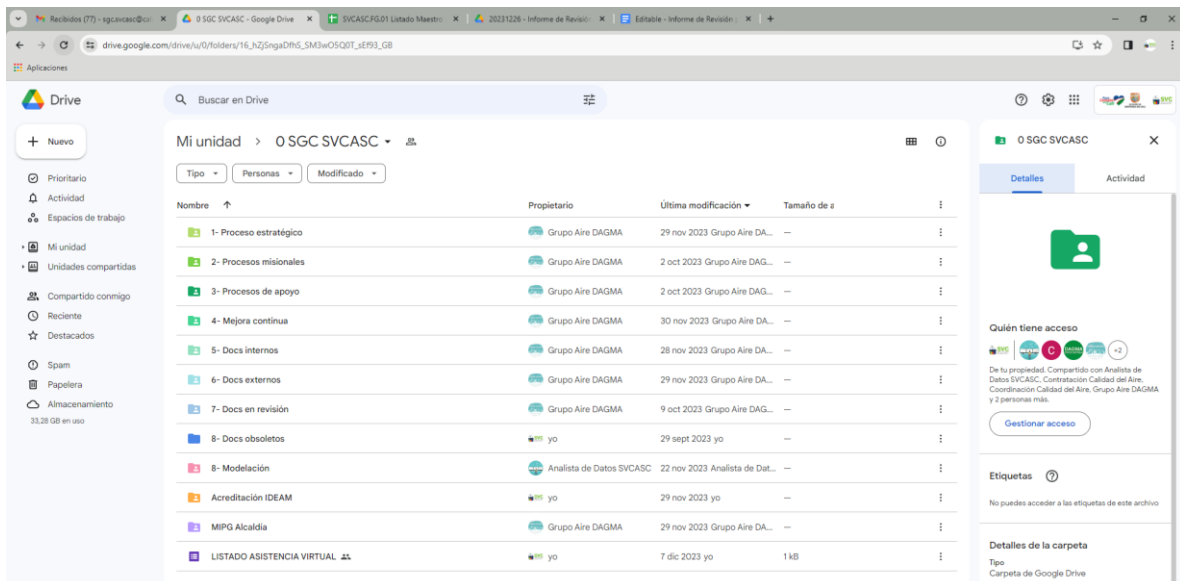 Recibidos (77) - sgc.avcasc@cali
0 SGC SVCASC - Google Drive
SVCASC.FG.01 Listado Maestro
20231226 - Informe de Revisión
Editable - Informe de Revisión
drive.google.com/drive/u/0/folders/
Aplicaciones
Drive
Buscar en Drive
Nuevo
Mi unidad > 0 SGC SVCASC
0 SGC SVCASC
Tipo Personas Modificado
Detalles Actividad
Prioritario
Actividad
Espacios de trabajo
Mi unidad
Unidades compartidas
Compartido conmigo
Reciente
Destacados
Spam
Papelera
Almacenamiento
33,28 GB en uso
Nombre Propietario Última modificación Tamaño de a
1- Proceso estratégico Grupo Aire DAGMA 29 nov 2023 Grupo Aire DA... —
2- Procesos misionales Grupo Aire DAGMA 2 oct 2023 Grupo Aire DAG... —
3- Procesos de apoyo Grupo Aire DAGMA 2 oct 2023 Grupo Aire DAG... —
4- Mejora continua Grupo Aire DAGMA 30 nov 2023 Grupo Aire DA... —
5- Docs internos Grupo Aire DAGMA 28 nov 2023 Grupo Aire DA... —
6- Docs externos Grupo Aire DAGMA 29 nov 2023 Grupo Aire DA... —
7- Docs en revisión Grupo Aire DAGMA 9 oct 2023 Grupo Aire DAG... —
8- Docs obsoletos yo 29 sept 2023 yo —
8- Modelación Analista de Datos SVCASC 22 nov 2023 Analista de Dat... —
Acreditación IDEAM yo 29 nov 2023 yo —
MIPG Alcaldía Grupo Aire DAGMA 29 nov 2023 Grupo Aire DA... —
LISTADO ASISTENCIA VIRTUAL yo 7 dic 2023 yo 1 kB
Quién tiene acceso
C DAGMA +2
De tu propiedad. Compartido con Analista de
Datos SVCASC, Contratación Calidad del Aire,
Coordinación Calidad del Aire, Grupo Aire DAGMA
y 2 personas más.
Gestionar acceso
Etiquetas
No puedes acceder a las etiquetas de este archivo
Detalles de la carpeta
Tipo
Carpeta de Google Drive